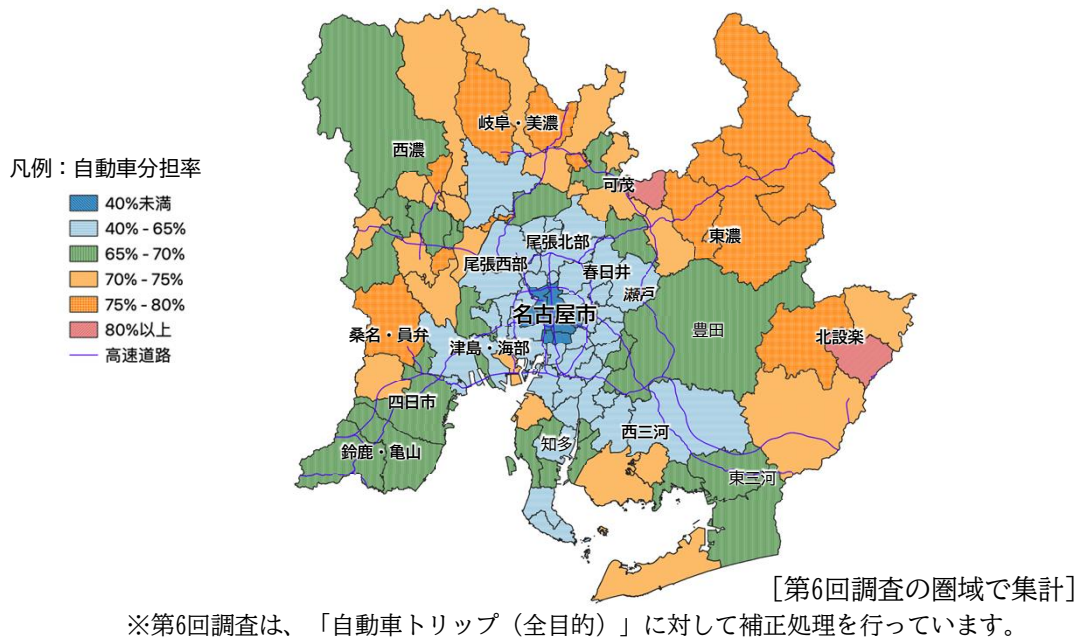 凡例：自動車分担率
40%未満
40% - 65%
65% - 70%
70% - 75%
75% - 80%
80%以上
高速道路
岐阜・美濃
西濃
可茂
東濃
尾張北部
尾張西部
春日井
瀬戸
名古屋市
豊田
北設楽
桑名・員弁
津島・海部
四日市
西三河
知多
鈴鹿・亀山
東三河
［第6回調査の圏域で集計］
※第6回調査は、「自動車トリップ（全目的）」に対して補正処理を行っています。